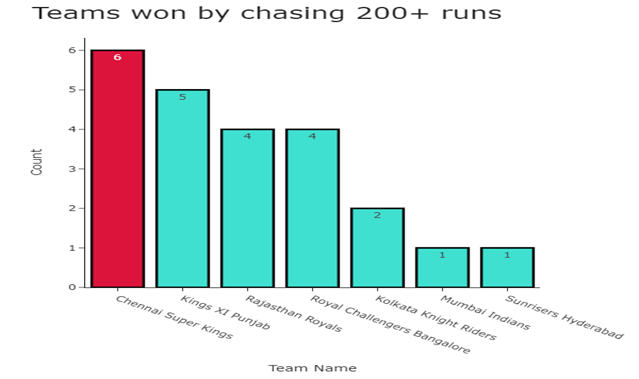 Teams won by chasing 200+ runs
Count
6
5
4
3
2
1
0
6
5
4
4
2
1
1
Chennai Super Kings
Kings XI Punjab
Rajasthan Royals
Royal Challengers Bangalore
Kolkata Knight Riders
Mumbai Indians
Sunrisers Hyderabad
Team Name